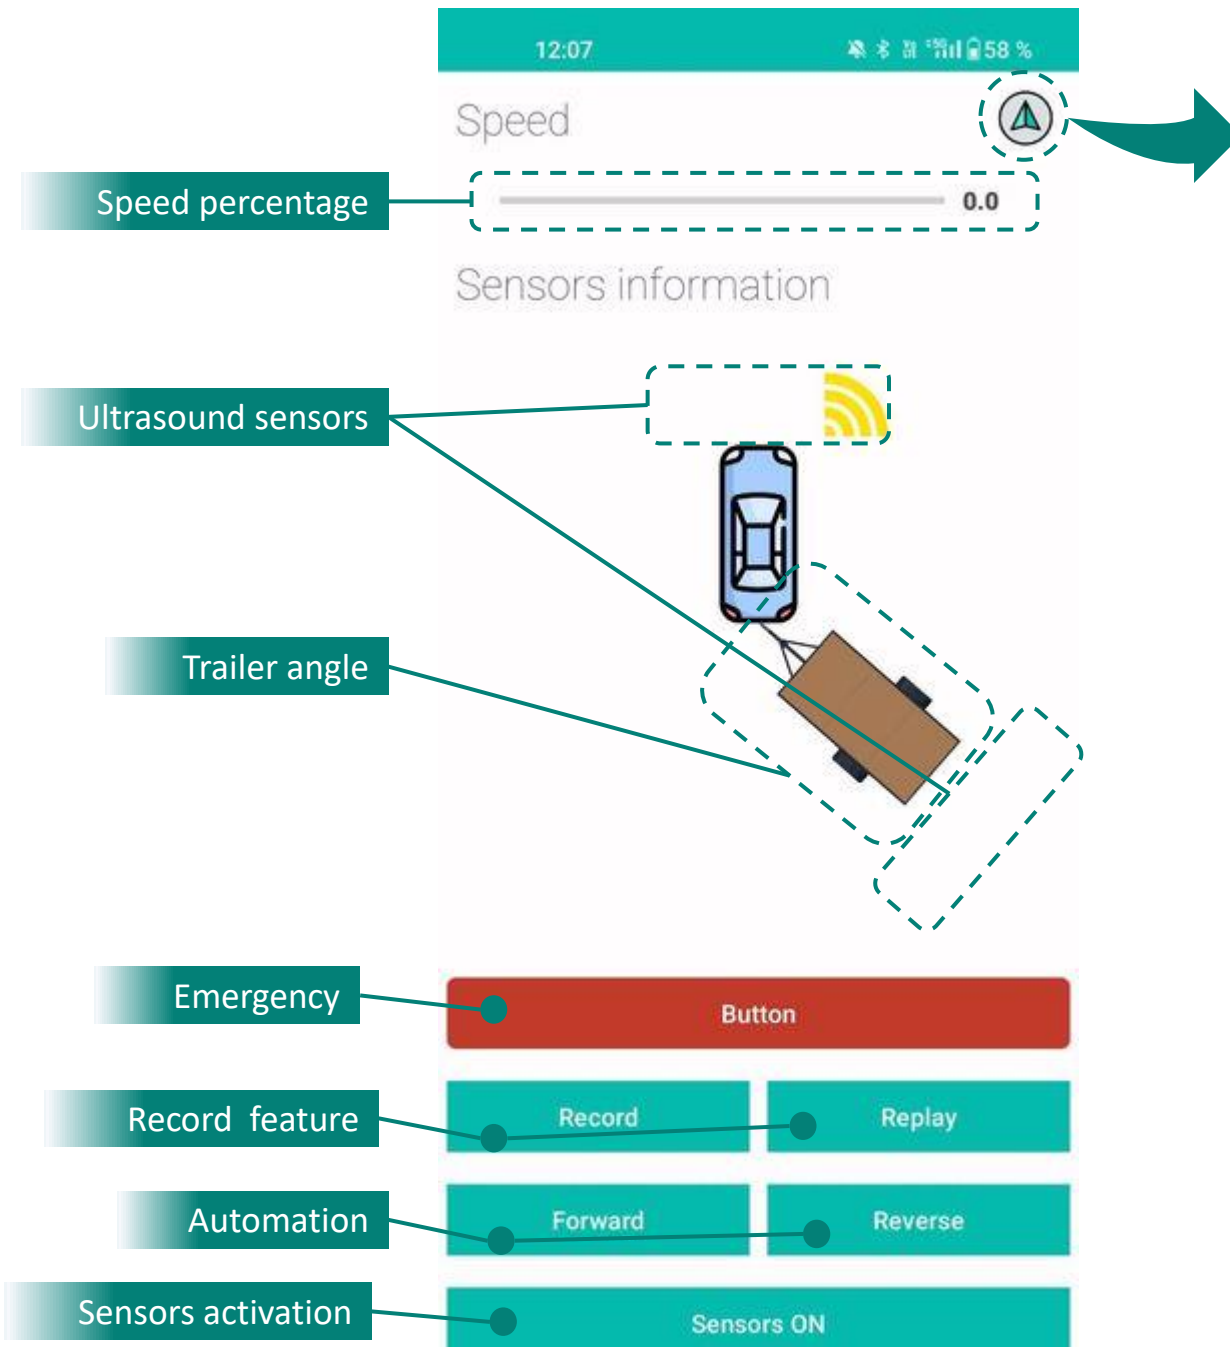 12:07
58 %
Speed
Speed percentage
0.0
Sensors information
Ultrasound sensors
Trailer angle
Emergency
Button
Record feature
Record
Replay
Automation
Forward
Reverse
Sensors activation
Sensors ON